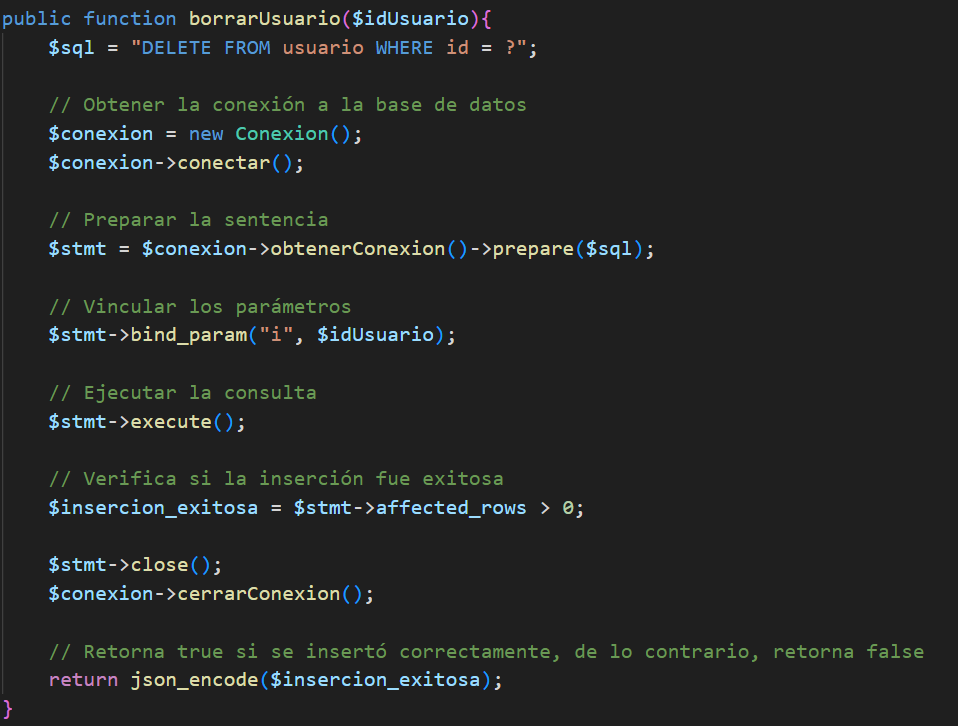 public function borrarUsuario($idUsuario){
    $sql = "DELETE FROM usuario WHERE id = ?";
    // Obtener la conexión a la base de datos
    $conexion = new Conexion();
    $conexion->conectar();
    // Preparar la sentencia
    $stmt = $conexion->obtenerConexion()->prepare($sql);
    // Vincular los parámetros
    $stmt->bind_param("i", $idUsuario);
    // Ejecutar la consulta
    $stmt->execute();
    // Verifica si la inserción fue exitosa
    $insercion_exitosa = $stmt->affected_rows > 0;
    $stmt->close();
    $conexion->cerrarConexion();
    // Retorna true si se insertó correctamente, de lo contrario, retorna false
    return json_encode($insercion_exitosa);
}